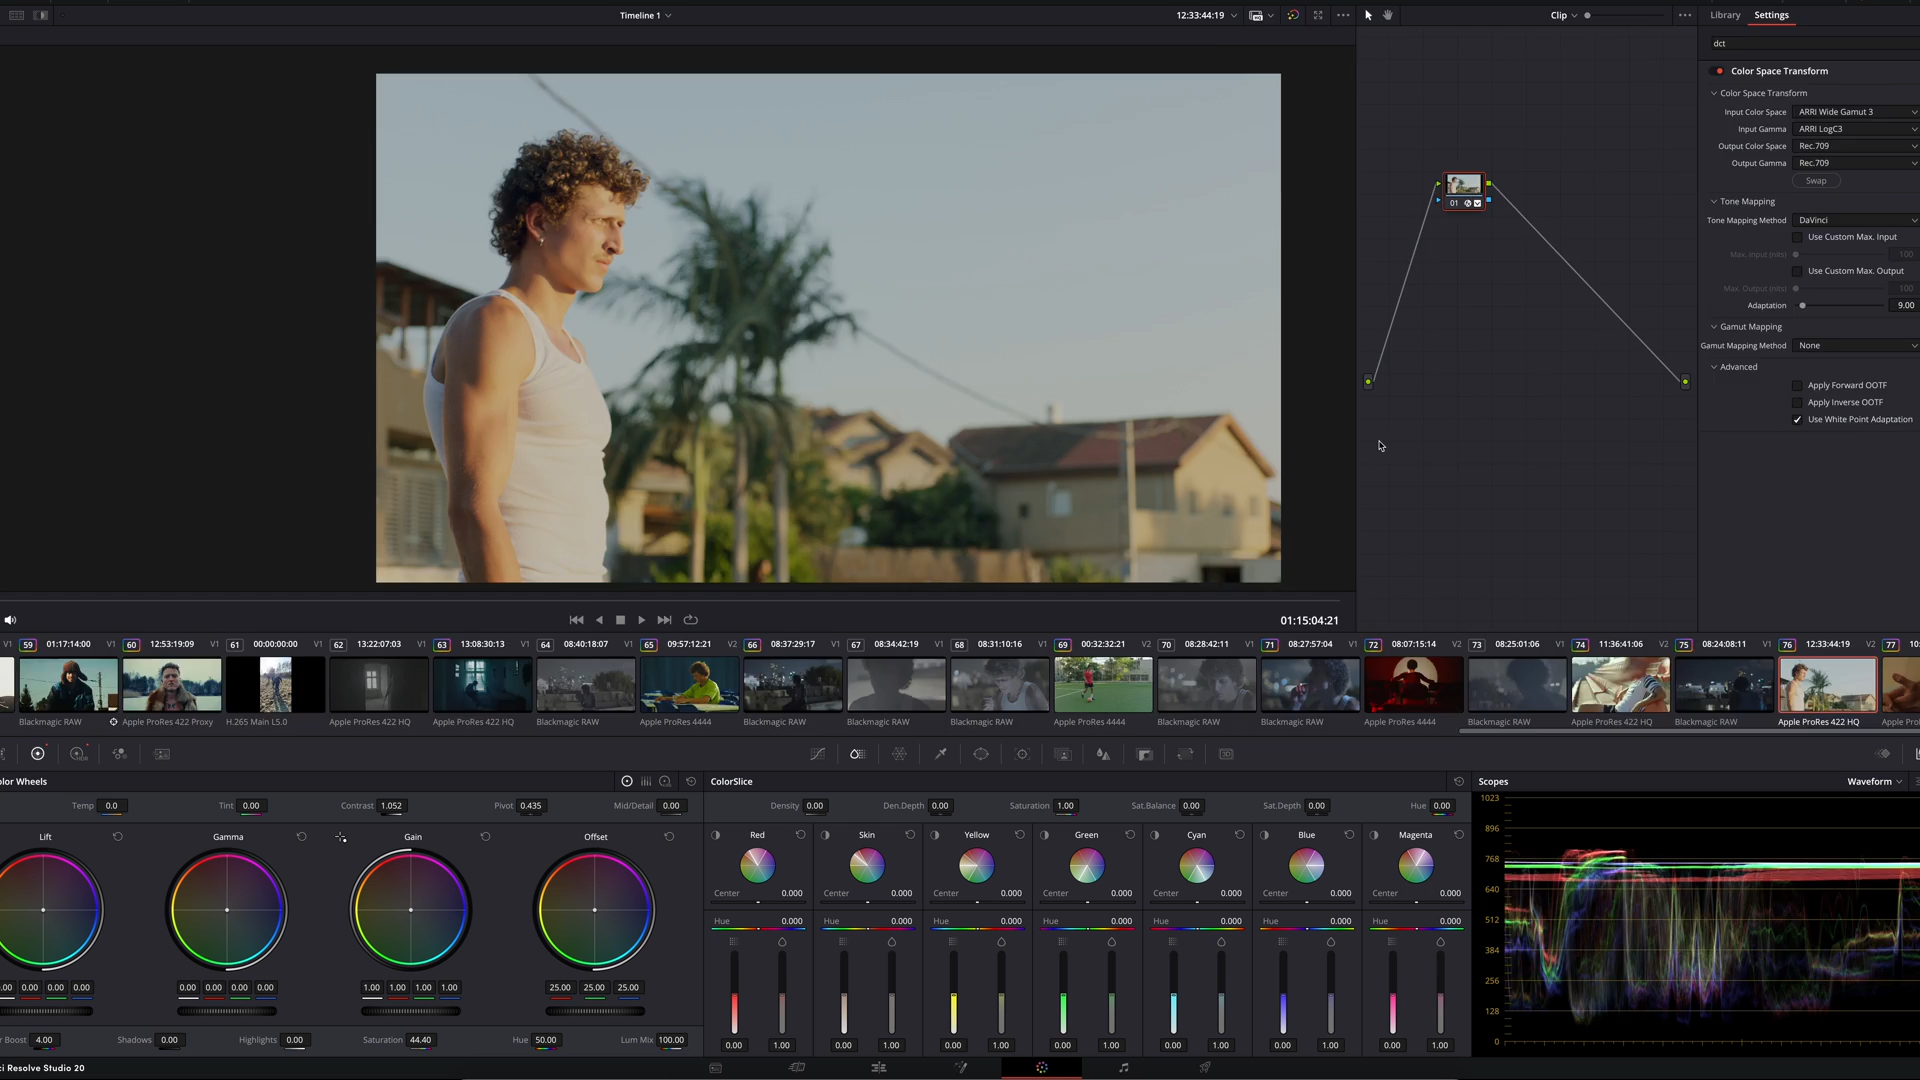 Timeline 1
12:33:44:19
Clip
Library
Settings
dct
Color Space Transform
Color Space Transform
Input Color Space ARRI Wide Gamut 3
Input Gamma ARRI LogC3
Output Color Space Rec.709
Output Gamma Rec.709
Swap
Tone Mapping
Tone Mapping Method DaVinci
Use Custom Max. Input
Max. Input (nits) 100
Use Custom Max. Output
Max. Output (nits) 100
Adaptation 9.00
Gamut Mapping
Gamut Mapping Method None
Advanced
Apply Forward OOTF
Apply Inverse OOTF
Use White Point Adaptation
01
01:15:04:21
V1 59 01:17:14:00 V1 60 12:53:19:09 V1 61 00:00:00:00 V1 62 13:22:07:03 V1 63 13:08:30:13 V1 64 08:40:18:07 V1 65 09:57:12:21 V2 66 08:37:29:17 V1 67 08:34:42:19 V1 68 08:31:10:16 V1 69 00:32:32:21 V1 70 08:28:42:11 V1 71 08:27:57:04 V1 72 08:07:15:14 V2 73 08:25:01:06 V1 74 11:36:41:06 V2 75 08:24:08:11 V1 76 12:33:44:19 V2 77 10:
Blackmagic RAW Apple ProRes 422 Proxy H.265 Main L5.0 Apple ProRes 422 HQ Apple ProRes 422 HQ Blackmagic RAW Apple ProRes 4444 Blackmagic RAW Blackmagic RAW Blackmagic RAW Apple ProRes 4444 Blackmagic RAW Blackmagic RAW Apple ProRes 4444 Blackmagic RAW Apple ProRes 422 HQ Blackmagic RAW Apple ProRes 422 HQ Apple Pro
HDR
3D
olor Wheels
Temp 0.0 Tint 0.00 Contrast 1.052 Pivot 0.435 Mid/Detail 0.00
Lift Gamma Gain Offset
.00 0.00 0.00 0.00 0.00 0.00 0.00 0.00 1.00 1.00 1.00 1.00 25.00 25.00 25.00
r Boost 4.00 Shadows 0.00 Highlights 0.00 Saturation 44.40 Hue 50.00 Lum Mix 100.00
ColorSlice
Density 0.00 Den.Depth 0.00 Saturation 1.00 Sat.Balance 0.00 Sat.Depth 0.00 Hue 0.00
Red Skin Yellow Green Cyan Blue Magenta
Center 0.000 Center 0.000 Center 0.000 Center 0.000 Center 0.000 Center 0.000 Center 0.000
Hue 0.000 Hue 0.000 Hue 0.000 Hue 0.000 Hue 0.000 Hue 0.000 Hue 0.000
0.00 1.00 0.00 1.00 0.00 1.00 0.00 1.00 0.00 1.00 0.00 1.00 0.00 1.00
Scopes
Waveform
1023
896
768
640
512
384
256
128
0
ci Resolve Studio 20